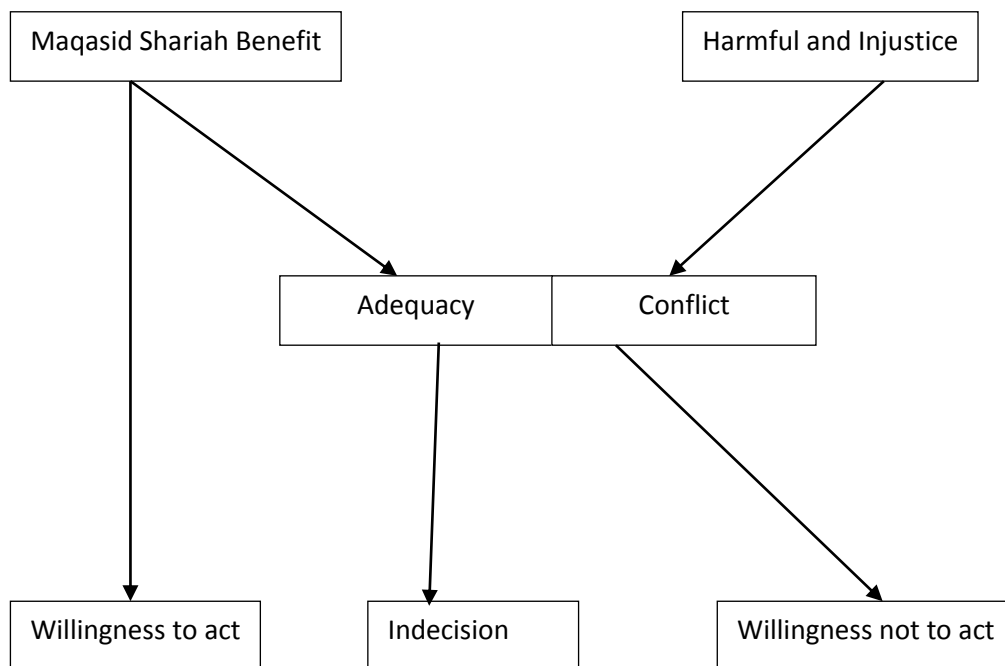 Maqasid Shariah Benefit
Harmful and Injustice
Adequacy
Conflict
Willingness to act
Indecision
Willingness not to act